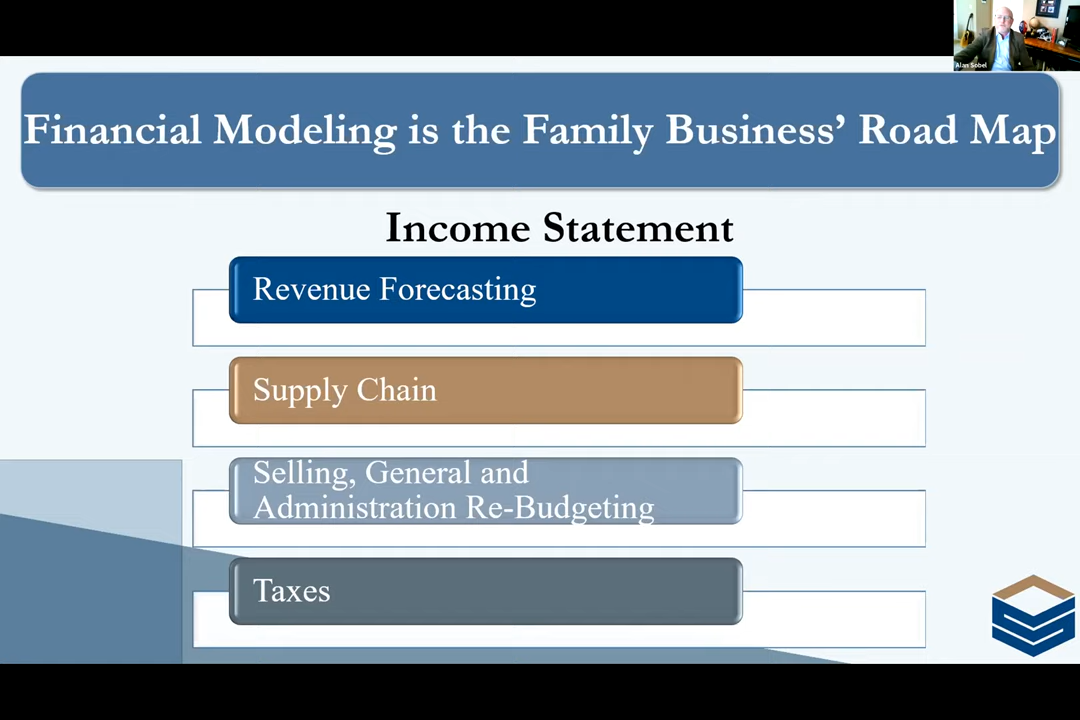 Alan Sobel
Financial Modeling is the Family Business’ Road Map
Income Statement
Revenue Forecasting
Supply Chain
Selling, General and
Administration Re-Budgeting
Taxes